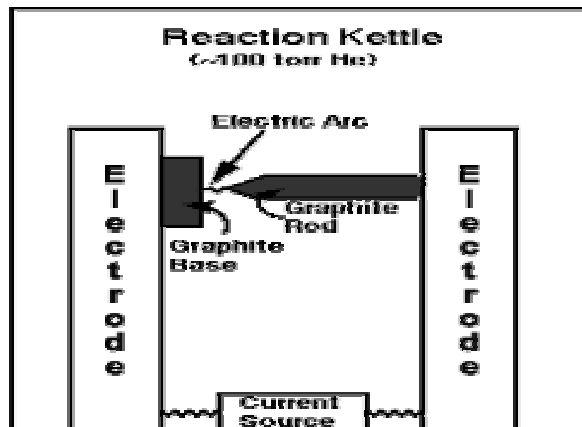 Reaction Kettle
(~100 torr He)
Electric Arc
Electrode
Graphite
Rod
Graphite
Base
Electrode
Current
Source